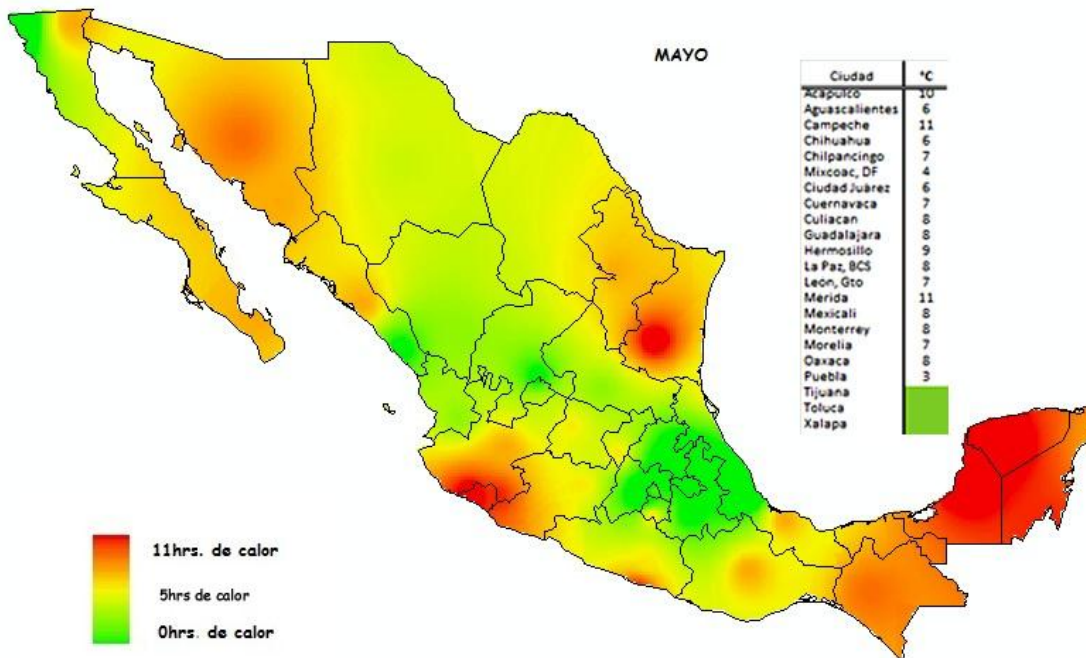 MAYO
Ciudad °C
Acapulco 10
Aguascalientes 6
Campeche 11
Chihuahua 6
Chilpancingo 7
Mixcoac, DF 4
Ciudad Juárez 6
Cuernavaca 7
Culiacan 8
Guadalajara 8
Hermosillo 9
La Paz, BCS 8
Leon, Gto 7
Merida 11
Mexicali 8
Monterrey 8
Morelia 7
Oaxaca 8
Puebla 3
Tijuana
Toluca
Xalapa
11hrs. de calor
5hrs de calor
0hrs. de calor